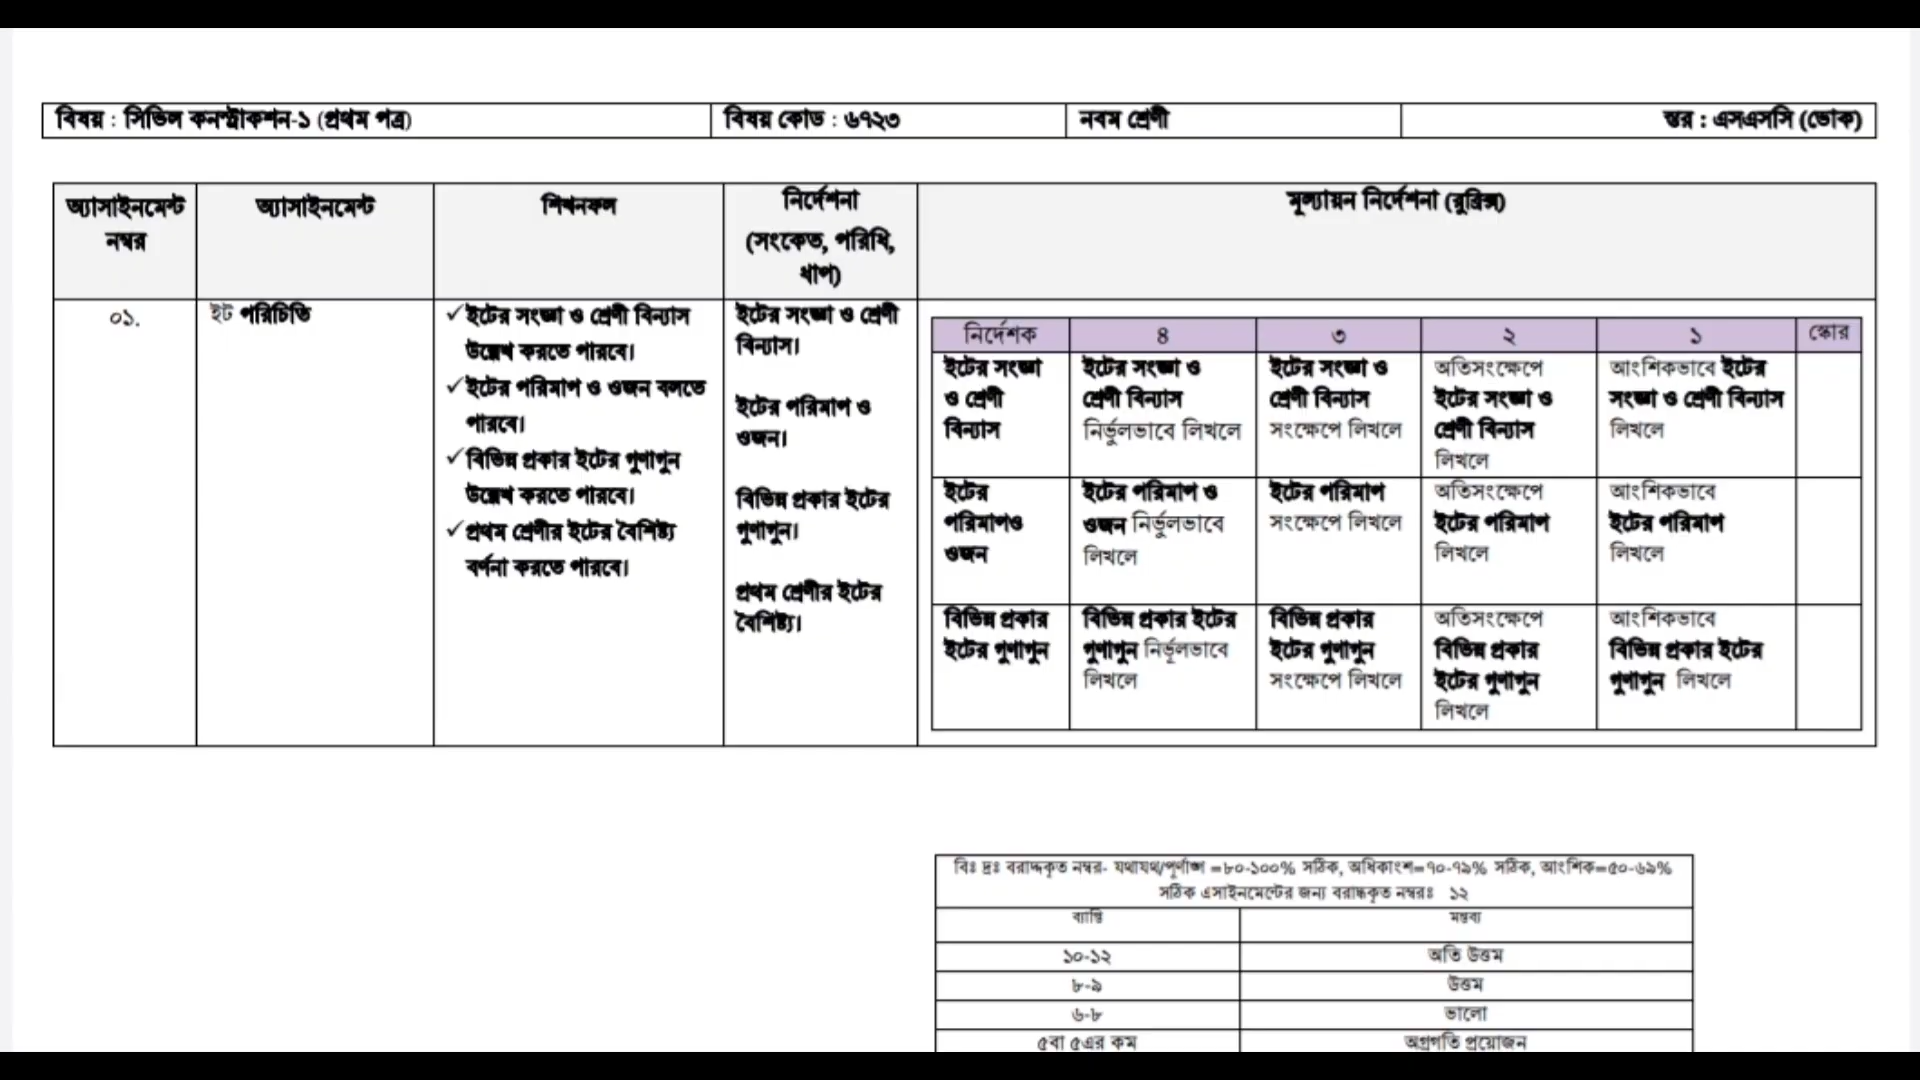 বিষয় : সিভিল কনস্ট্রাকশন-১ (প্রথম পত্র)
বিষয় কোড : ৬৭২৩
নবম শ্রেণী
স্তর : এসএসসি (ভোক)
অ্যাসাইনমেন্ট
নম্বর
অ্যাসাইনমেন্ট
শিখনফল
নির্দেশনা
(সংকেত, পরিধি,
ধাপ)
মূল্যায়ন নির্দেশনা (রুব্রিক্স)
০১.
ইট পরিচিতি
✓ ইটের সংজ্ঞা ও শ্রেণী বিন্যাস
উল্লেখ করতে পারবে।
✓ ইটের পরিমাপ ও ওজন বলতে
পারবে।
✓ বিভিন্ন প্রকার ইটের গুণাগুন
উল্লেখ করতে পারবে।
✓ প্রথম শ্রেণীর ইটের বৈশিষ্ট্য
বর্ণনা করতে পারবে।
ইটের সংজ্ঞা ও শ্রেণী
বিন্যাস।
ইটের পরিমাপ ও
ওজন।
বিভিন্ন প্রকার ইটের
গুণাগুন।
প্রথম শ্রেণীর ইটের
বৈশিষ্ট্য।
নির্দেশক
৪
৩
২
১
স্কোর
ইটের সংজ্ঞা
ও শ্রেণী
বিন্যাস
ইটের সংজ্ঞা ও
শ্রেণী বিন্যাস
নির্ভুলভাবে লিখলে
ইটের সংজ্ঞা ও
শ্রেণী বিন্যাস
সংক্ষেপে লিখলে
অতিসংক্ষেপে
ইটের সংজ্ঞা ও
শ্রেণী বিন্যাস
লিখলে
আংশিকভাবে ইটের
সংজ্ঞা ও শ্রেণী বিন্যাস
লিখলে
ইটের
পরিমাপও
ওজন
ইটের পরিমাপ ও
ওজন নির্ভুলভাবে
লিখলে
ইটের পরিমাপ
সংক্ষেপে লিখলে
অতিসংক্ষেপে
ইটের পরিমাপ
লিখলে
আংশিকভাবে
ইটের পরিমাপ
লিখলে
বিভিন্ন প্রকার
ইটের গুণাগুন
বিভিন্ন প্রকার ইটের
গুণাগুন নির্ভূলভাবে
লিখলে
বিভিন্ন প্রকার
ইটের গুণাগুন
সংক্ষেপে লিখলে
অতিসংক্ষেপে
বিভিন্ন প্রকার
ইটের গুণাগুন
লিখলে
আংশিকভাবে
বিভিন্ন প্রকার ইটের
গুণাগুন লিখলে
বিঃ দ্রঃ বরাদ্দকৃত নম্বর- যথাযথ/পূর্ণাঙ্গ =৮০-১০০% সঠিক, অধিকাংশ=৭০-৭৯% সঠিক, আংশিক=৫০-৬৯%
সঠিক এসাইনমেন্টের জন্য বরাদ্ধকৃত নম্বরঃ ১২
ব্যাপ্তি
মন্তব্য
১০-১২
অতি উত্তম
৮-৯
উত্তম
৬-৮
ভালো
৫বা ৫এর কম
অগ্রগতি প্রয়োজন